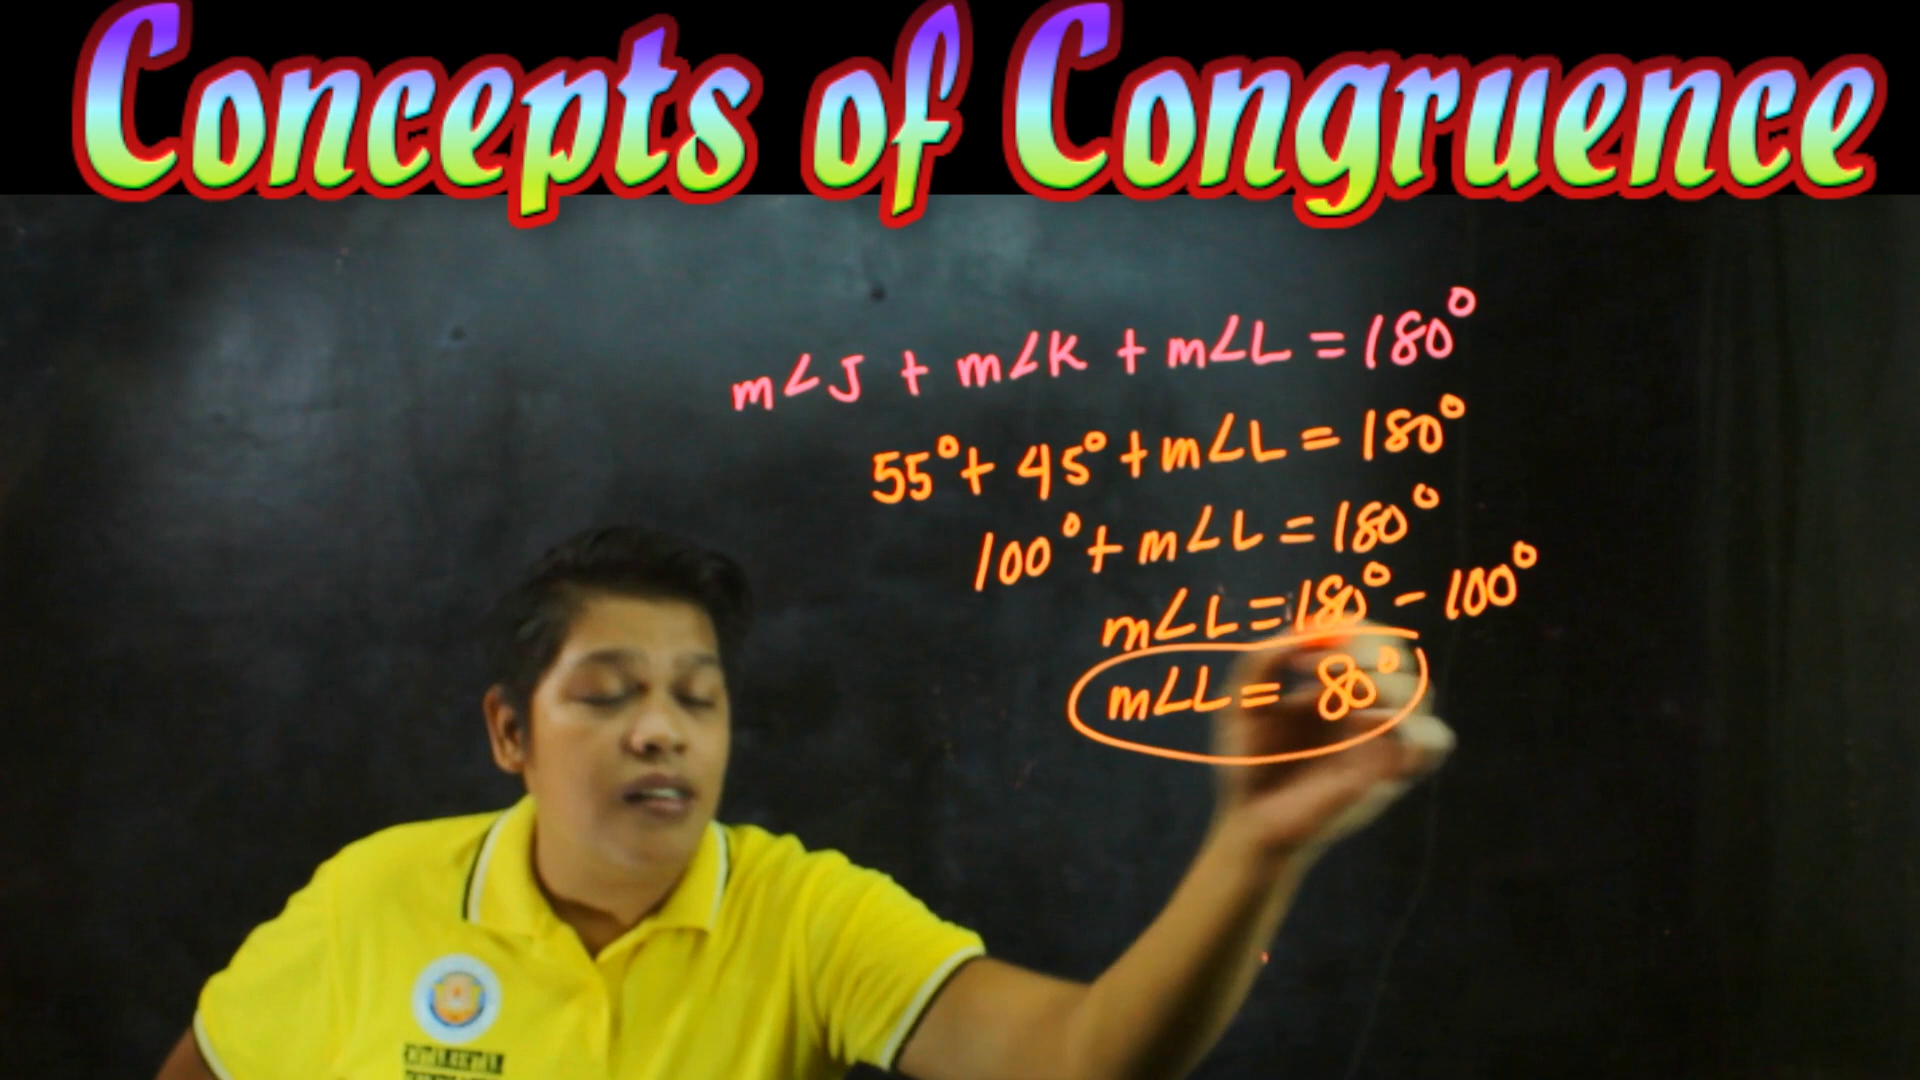 Concepts of Congruence
m∠J + m∠K + m∠L = 180°
55° + 45° + m∠L = 180°
100° + m∠L = 180°
m∠L = 180° - 100°
m∠L = 80°